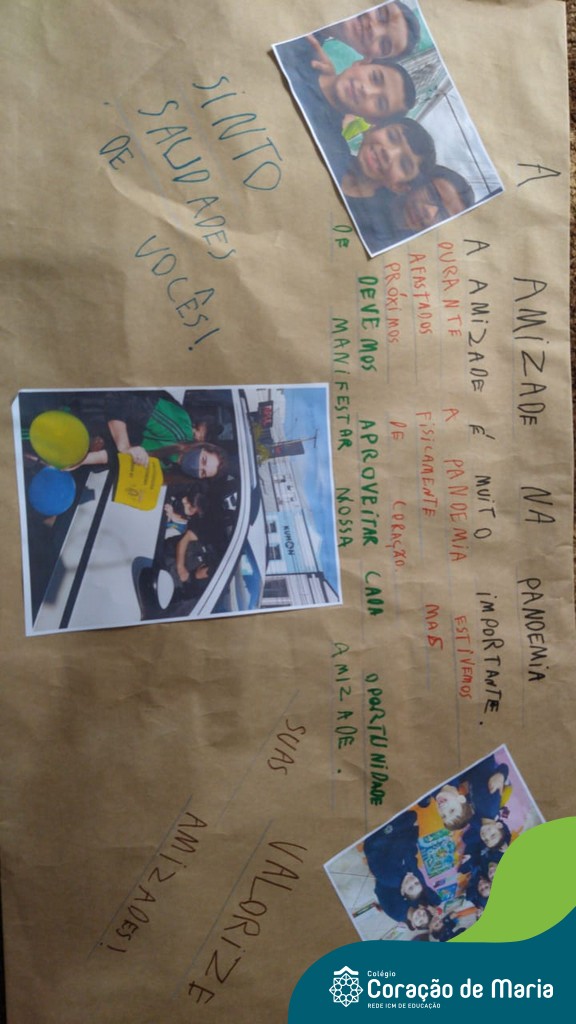 A AMIZADE NA PANDEMIA
A AMIZADE É MUITO IMPORTANTE.
DURANTE A PANDEMIA ESTIVEMOS
AFASTADOS FISICAMENTE MAS
PRÓXIMOS DE CORAÇÃO.
DEVEMOS APROVEITAR CADA OPORTUNIDADE
DE MANIFESTAR NOSSA AMIZADE.
SINTO
SAUDADES
DE VOCÊS!
VALORIZE
SUAS
AMIZADES!
KUMON
Colégio
Coração de Maria
REDE ICM DE EDUCAÇÃO